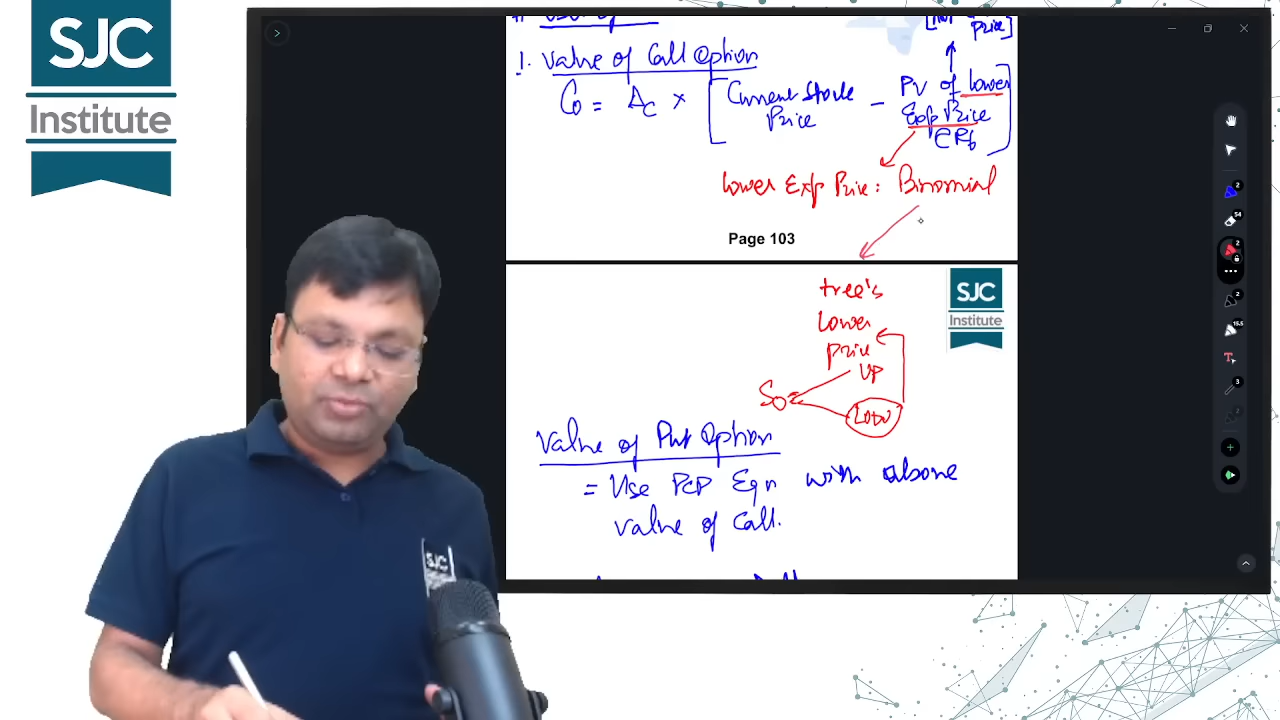 SJC
Institute
1. Value of Call Option
C0 = Δc × [Current Stock Price − PV of lower Exp Price]
EPb
Lower Exp Price: Binomial
Page 103
tree's
lower
price
UP
S0
Low
SJC
Institute
Value of Put Option
= Use PCP Eqn with above
value of Call.
SJC